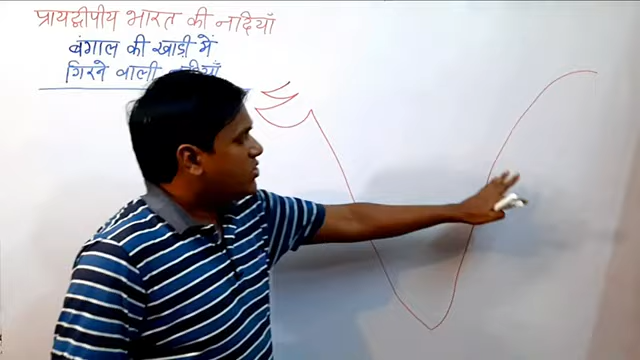 प्रायद्वीपीय भारत की नदियाँ
बंगाल की खाड़ी में
गिरने वाली